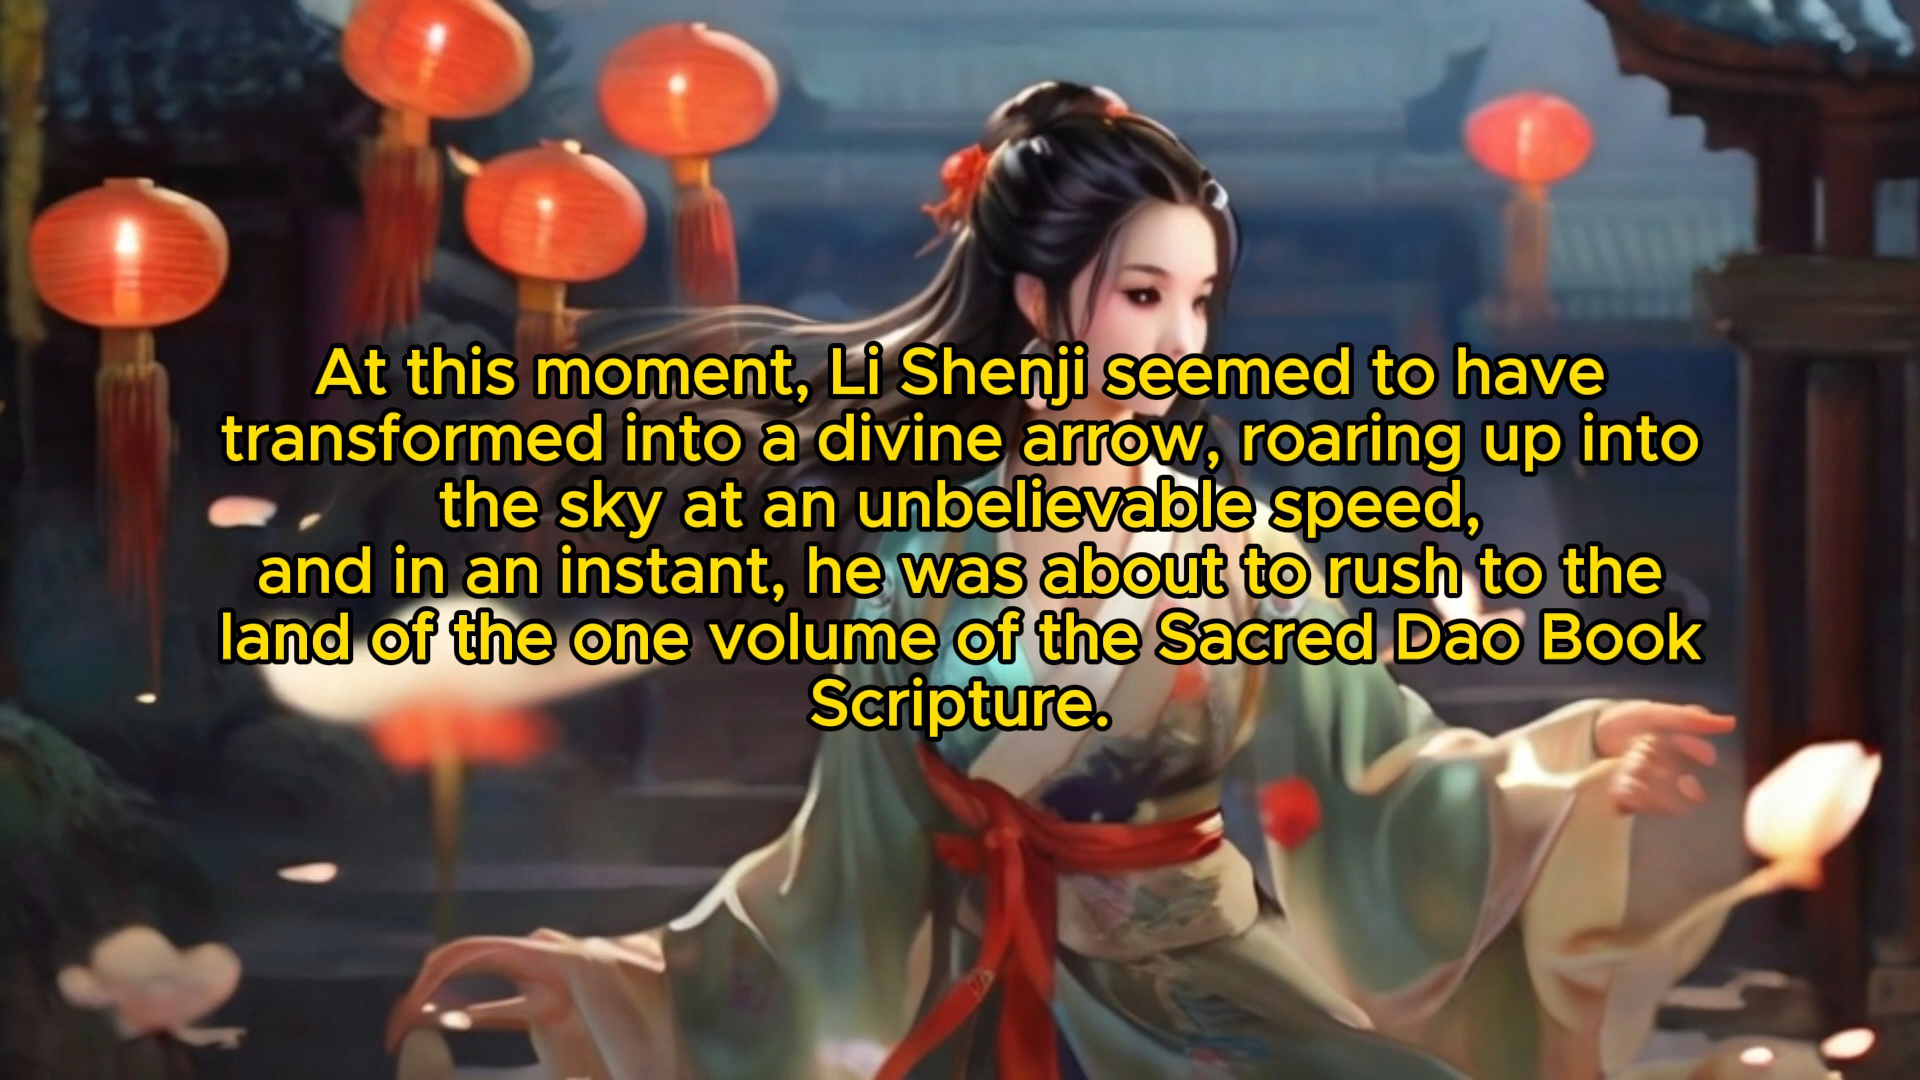 At this moment, Li Shenji seemed to have
transformed into a divine arrow, roaring up into
the sky at an unbelievable speed,
and in an instant, he was about to rush to the
land of the one volume of the Sacred Dao Book
Scripture.